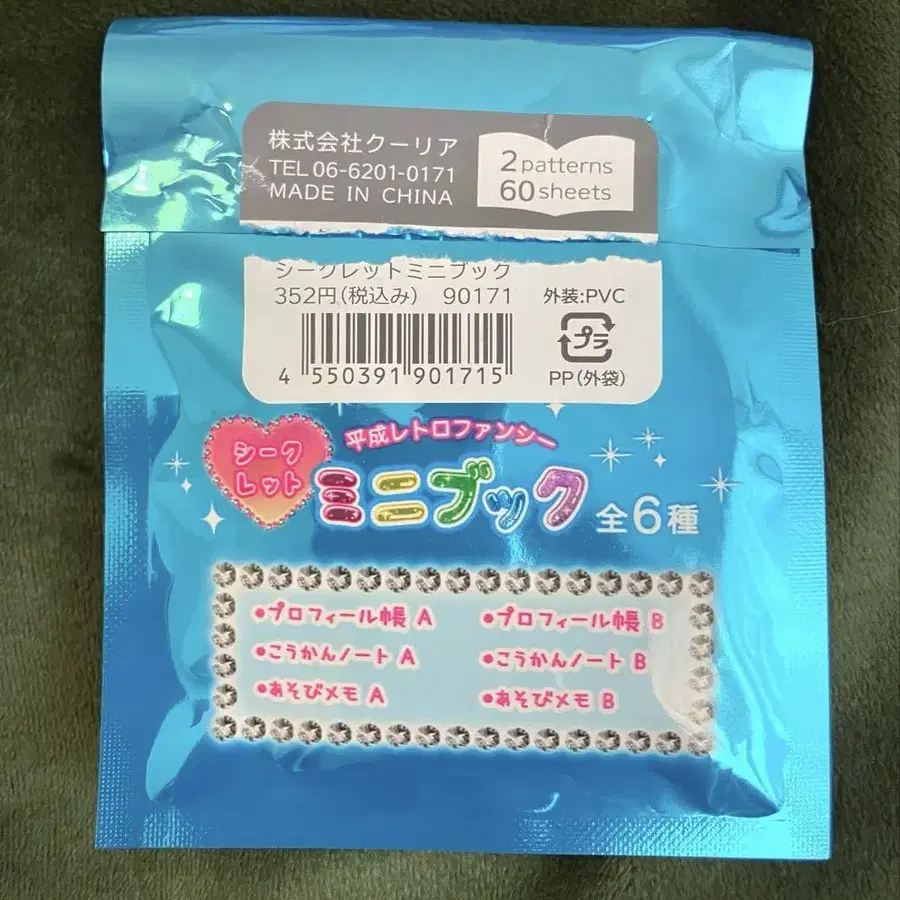 株式会社クーリア
TEL 06-6201-0171
MADE IN CHINA
2 patterns
60 sheets
シークレットミニブック
352円(税込み) 90171
外装:PVC
プラ
PP(外袋)
4 550391 901715
シークレット
平成レトロファンシー
ミニブック
全6種
•プロフィール帳 A
•プロフィール帳 B
•こうかんノート A
•こうかんノート B
•あそびメモ A
•あそびメモ B